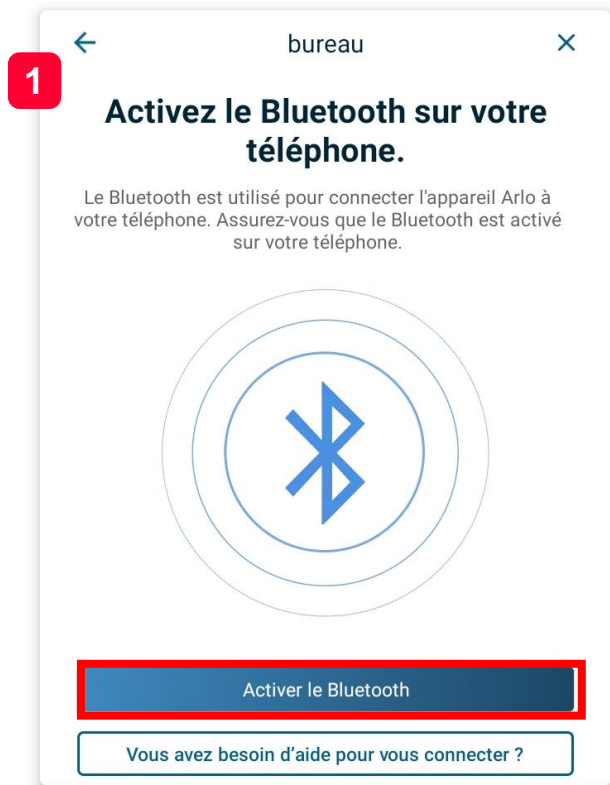 bureau
1
Activez le Bluetooth sur votre
téléphone.
Le Bluetooth est utilisé pour connecter l'appareil Arlo à
votre téléphone. Assurez-vous que le Bluetooth est activé
sur votre téléphone.
Activer le Bluetooth
Vous avez besoin d’aide pour vous connecter ?